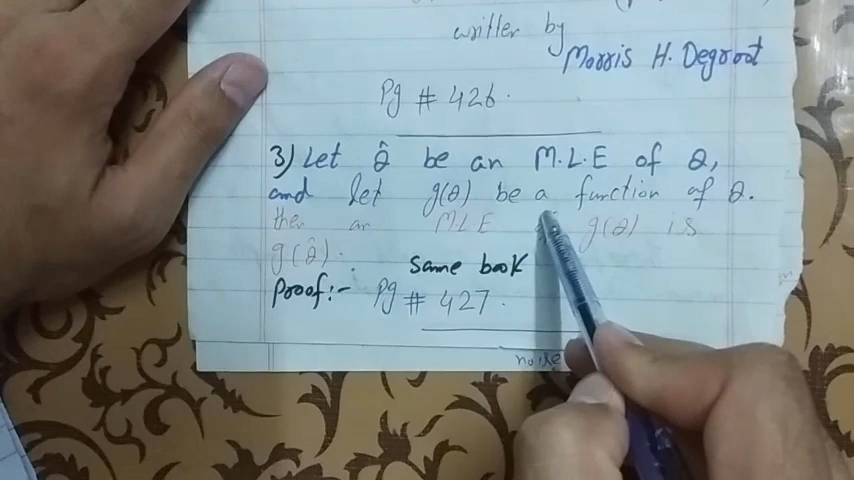 written by
Morris H. Degroot
Pg # 426.
3) Let θ̂ be an M.L.E of θ,
and let g(θ) be a function of θ.
then an MLE of g(θ) is
g(θ̂).
same book
Proof:- Pg # 427.